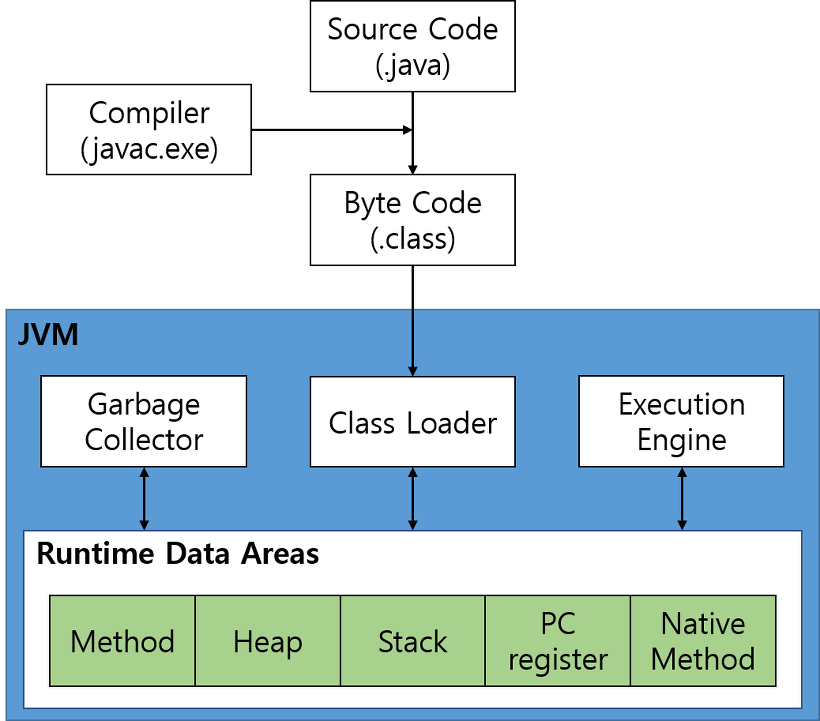 Source Code
(.java)
Compiler
(javac.exe)
Byte Code
(.class)
JVM
Garbage
Collector
Class Loader
Execution
Engine
Runtime Data Areas
Method
Heap
Stack
PC
register
Native
Method